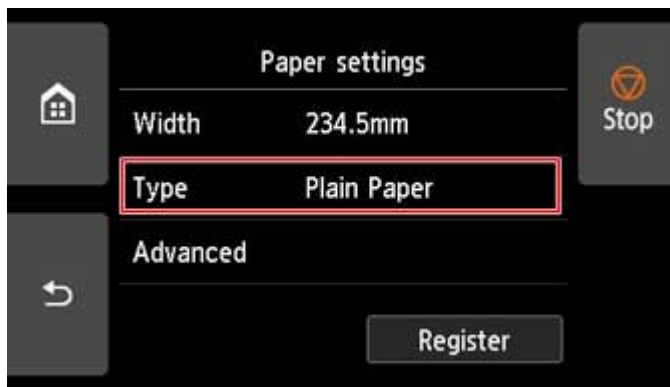 Paper settings
Width 234.5mm
Stop
Type Plain Paper
Advanced
Register